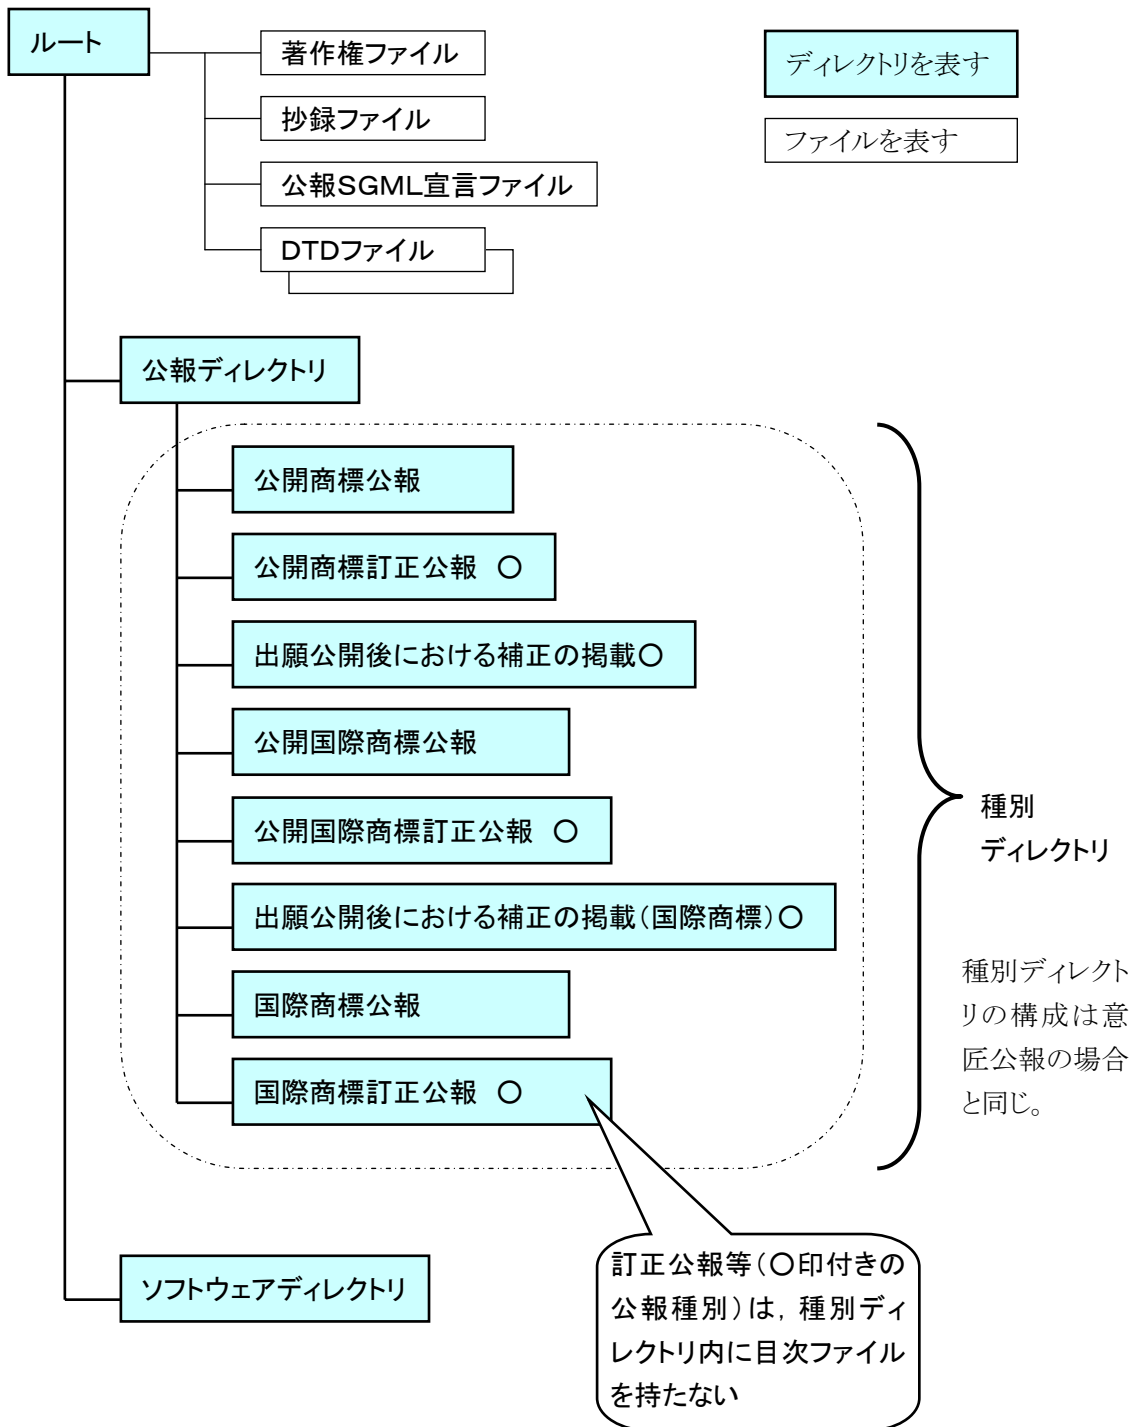 ルート
著作権ファイル
抄録ファイル
公報SGML宣言ファイル
DTDファイル
ディレクトリを表す
ファイルを表す
公報ディレクトリ
公開商標公報
公開商標訂正公報 ○
出願公開後における補正の掲載○
公開国際商標公報
公開国際商標訂正公報 ○
出願公開後における補正の掲載(国際商標)○
国際商標公報
国際商標訂正公報 ○
種別
ディレクトリ
種別ディレクト
リの構成は意
匠公報の場合
と同じ。
ソフトウェアディレクトリ
訂正公報等(○印付きの
公報種別)は,種別ディ
レクトリ内に目次ファイル
を持たない